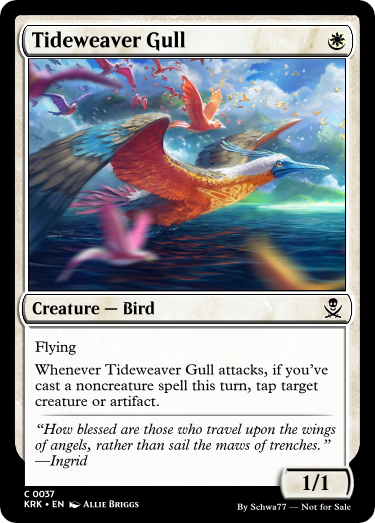 Tideweaver Gull
Creature — Bird
Flying
Whenever Tideweaver Gull attacks, if you’ve
cast a noncreature spell this turn, tap target
creature or artifact.
“How blessed are those who travel upon the wings
of angels, rather than sail the maws of trenches.”
—Ingrid
1/1
C 0037
KRK • EN Allie Briggs
By Schwa77 — Not for Sale